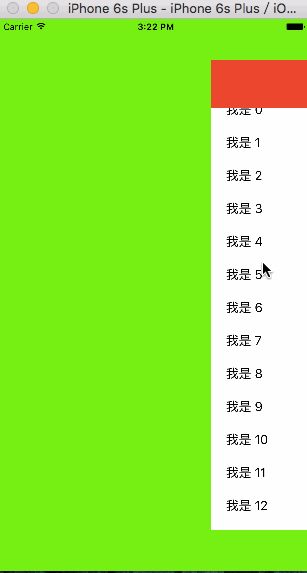 iPhone 6s Plus - iPhone 6s Plus / iO...
Carrier 3:22 PM
我是 0
我是 1
我是 2
我是 3
我是 4
我是 5
我是 6
我是 7
我是 8
我是 9
我是 10
我是 11
我是 12